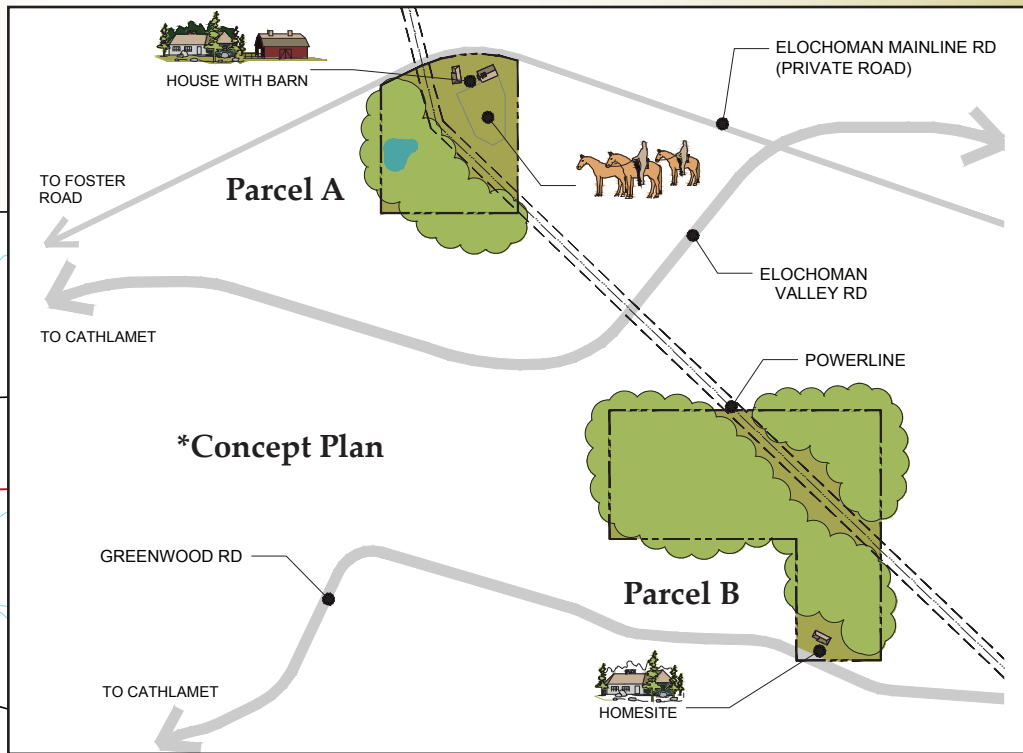 ELOCHOMAN MAINLINE RD
(PRIVATE ROAD)
HOUSE WITH BARN
TO FOSTER
ROAD
Parcel A
ELOCHOMAN
VALLEY RD
TO CATHLAMET
POWERLINE
*Concept Plan
GREENWOOD RD
Parcel B
TO CATHLAMET
HOMESITE